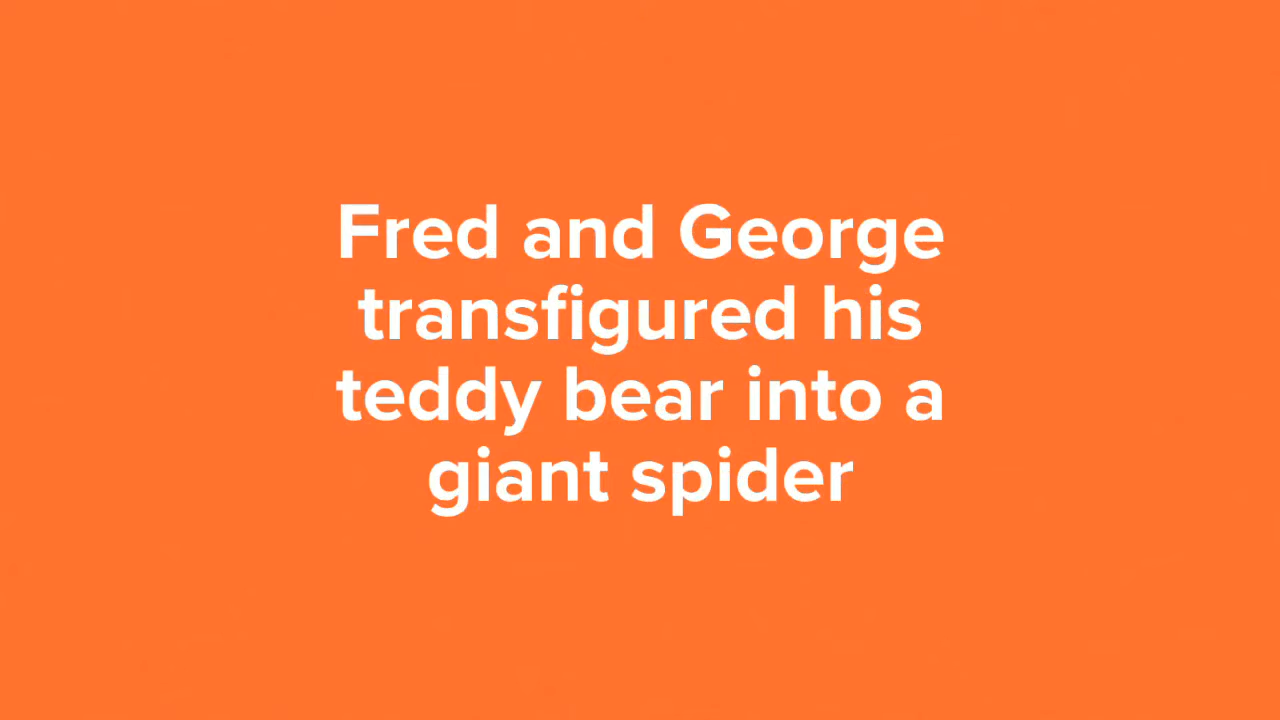 Fred and George
transfigured his
teddy bear into a
giant spider